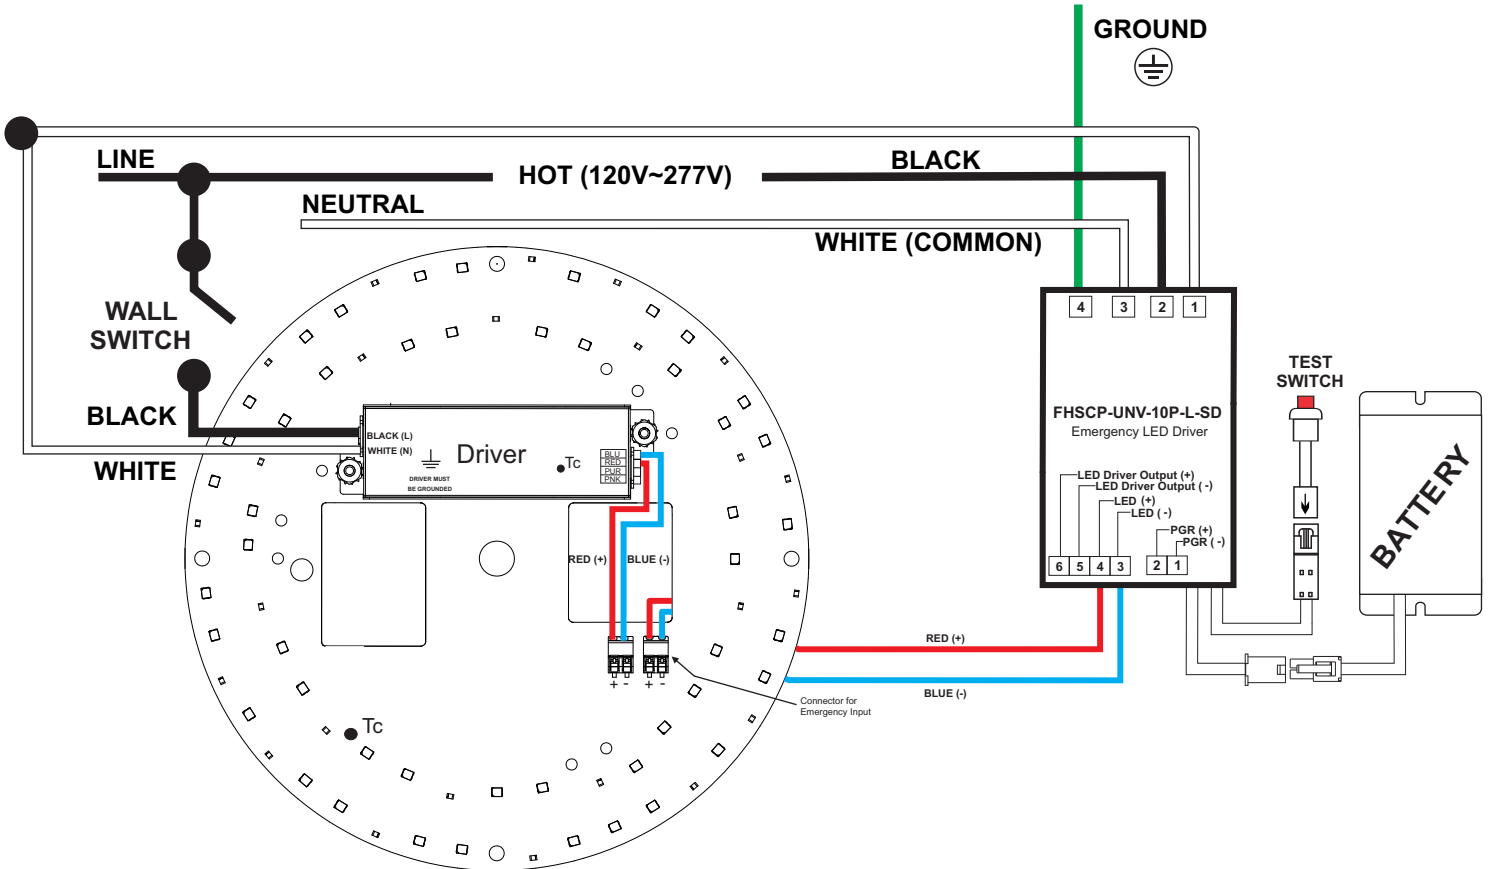 GROUND
LINE
HOT (120V~277V)
BLACK
NEUTRAL
WHITE (COMMON)
WALL
SWITCH
BLACK
WHITE
BLACK (L)
WHITE (N)
DRIVER MUST
BE GROUNDED
Driver
Tc
BLU
RED
PUR
PNK
RED (+)
BLUE (-)
+ -
+ -
Connector for
Emergency Input
Tc
4 3 2 1
FHSCP-UNV-10P-L-SD
Emergency LED Driver
LED Driver Output (+)
LED Driver Output (-)
LED (+)
LED (-)
PGR (+)
PGR (-)
6 5 4 3 2 1
RED (+)
BLUE (-)
TEST
SWITCH
BATTERY